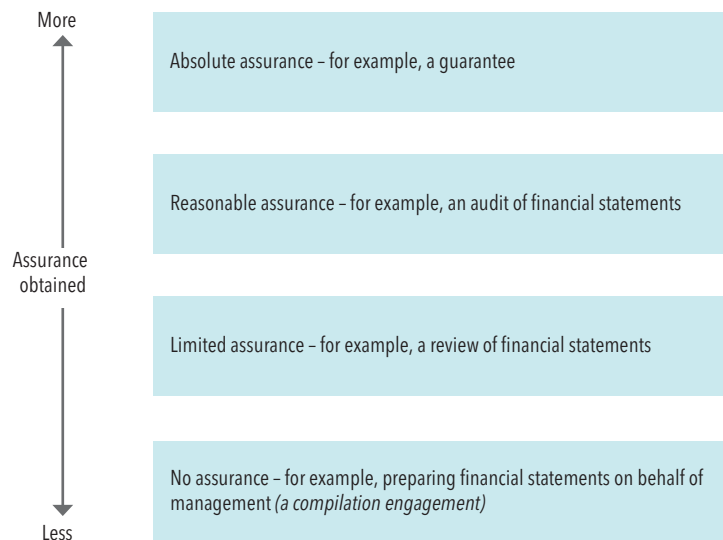 More
Absolute assurance – for example, a guarantee
Reasonable assurance – for example, an audit of financial statements
Assurance
obtained
Limited assurance – for example, a review of financial statements
No assurance – for example, preparing financial statements on behalf of
management (a compilation engagement)
Less